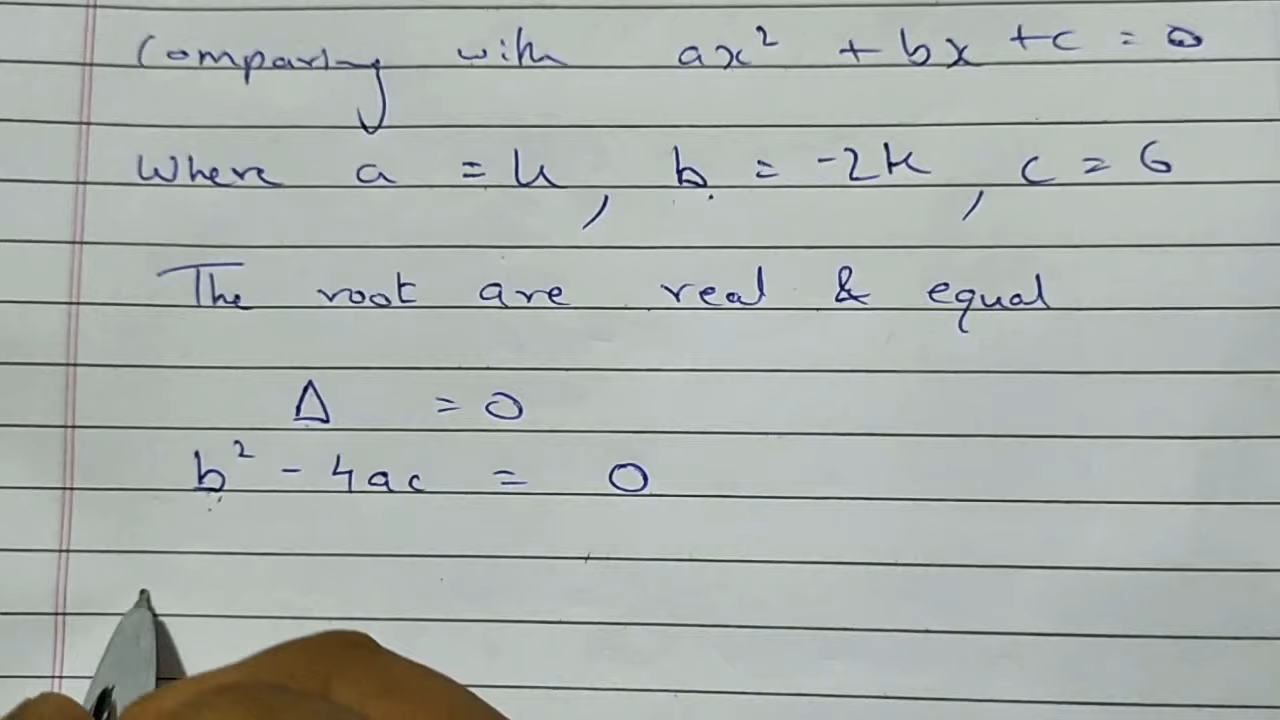 Comparing with ax² + bx + c = 0
Where a = k, b = -2k, c = 6
The root are real & equal
Δ = 0
b² - 4ac = 0